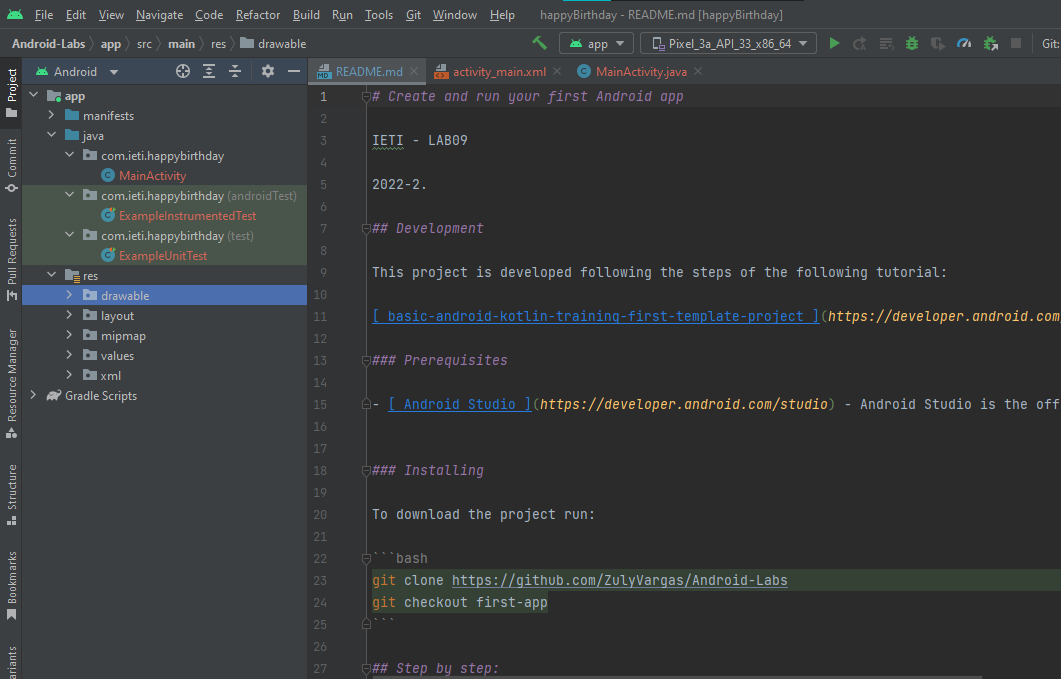 File Edit View Navigate Code Refactor Build Run Tools Git Window Help happyBirthday - README.md [happyBirthday]
Android-Labs app src main res drawable app Pixel_3a_API_33_x86_64 Git:
Android README.md activity_main.xml MainActivity.java
Project
Commit
Pull Requests
Resource Manager
Structure
Bookmarks
app
manifests
java
com.ieti.happybirthday
MainActivity
com.ieti.happybirthday (androidTest)
ExampleInstrumentedTest
com.ieti.happybirthday (test)
ExampleUnitTest
res
drawable
layout
mipmap
values
xml
Gradle Scripts
1 # Create and run your first Android app
2
3 IETI - LAB09
4
5 2022-2.
6
7 ## Development
8
9 This project is developed following the steps of the following tutorial:
10
11 [ basic-android-kotlin-training-first-template-project ](https://developer.android.com
12
13 ### Prerequisites
14
15 - [ Android Studio ](https://developer.android.com/studio) - Android Studio is the off
16
17
18 ### Installing
19
20 To download the project run:
21
22 ```bash
23 git clone https://github.com/ZulyVargas/Android-Labs
24 git checkout first-app
25 ```
26
27 ## Step by step: